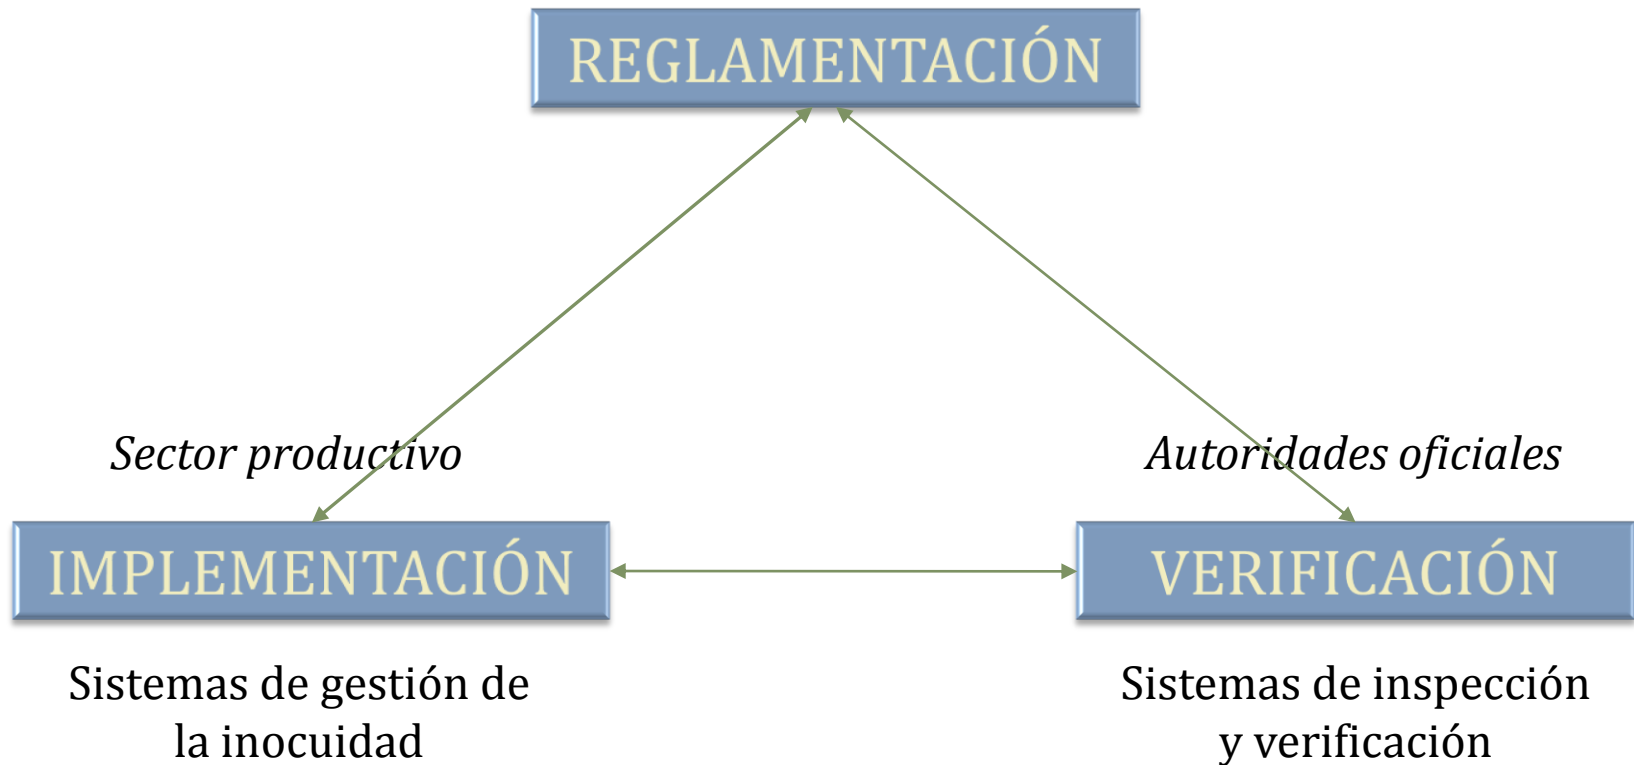 REGLAMENTACIÓN
Sector productivo
Autoridades oficiales
IMPLEMENTACIÓN
VERIFICACIÓN
Sistemas de gestión de
la inocuidad
Sistemas de inspección
y verificación